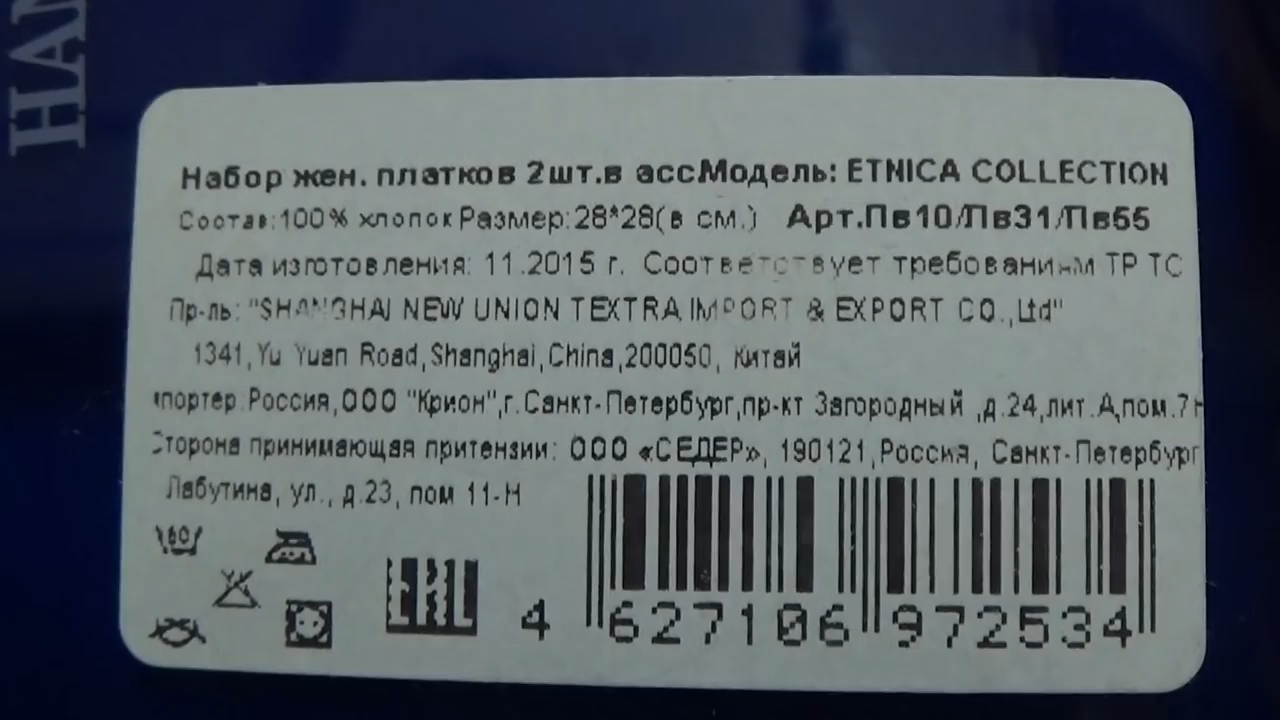 HAN
Набор жен. платков 2шт.в ассМодель: ETNICA COLLECTION
Состав:100% хлопок Размер:28*28(в см.) Арт.Пв10/Пв31/Пв55
Дата изготовления: 11.2015 г. Соответствует требованиям ТР ТС
Пр-ль: "SHANGHAI NEW UNION TEXTRA IMPORT & EXPORT CO.,Ltd"
1341,Yu Yuan Road,Shanghai,China,200050, Китай
мпортер:Россия,ООО "Крион",г.Санкт-Петербург,пр-кт Загородный ,д.24,лит.А,пом.7Н
Сторона принимающая притензии: ООО «СЕДЕР», 190121,Россия, Санкт-Петербург
Лабутина, ул., д.23, пом 11-Н
60
EAC
4 627106 972534